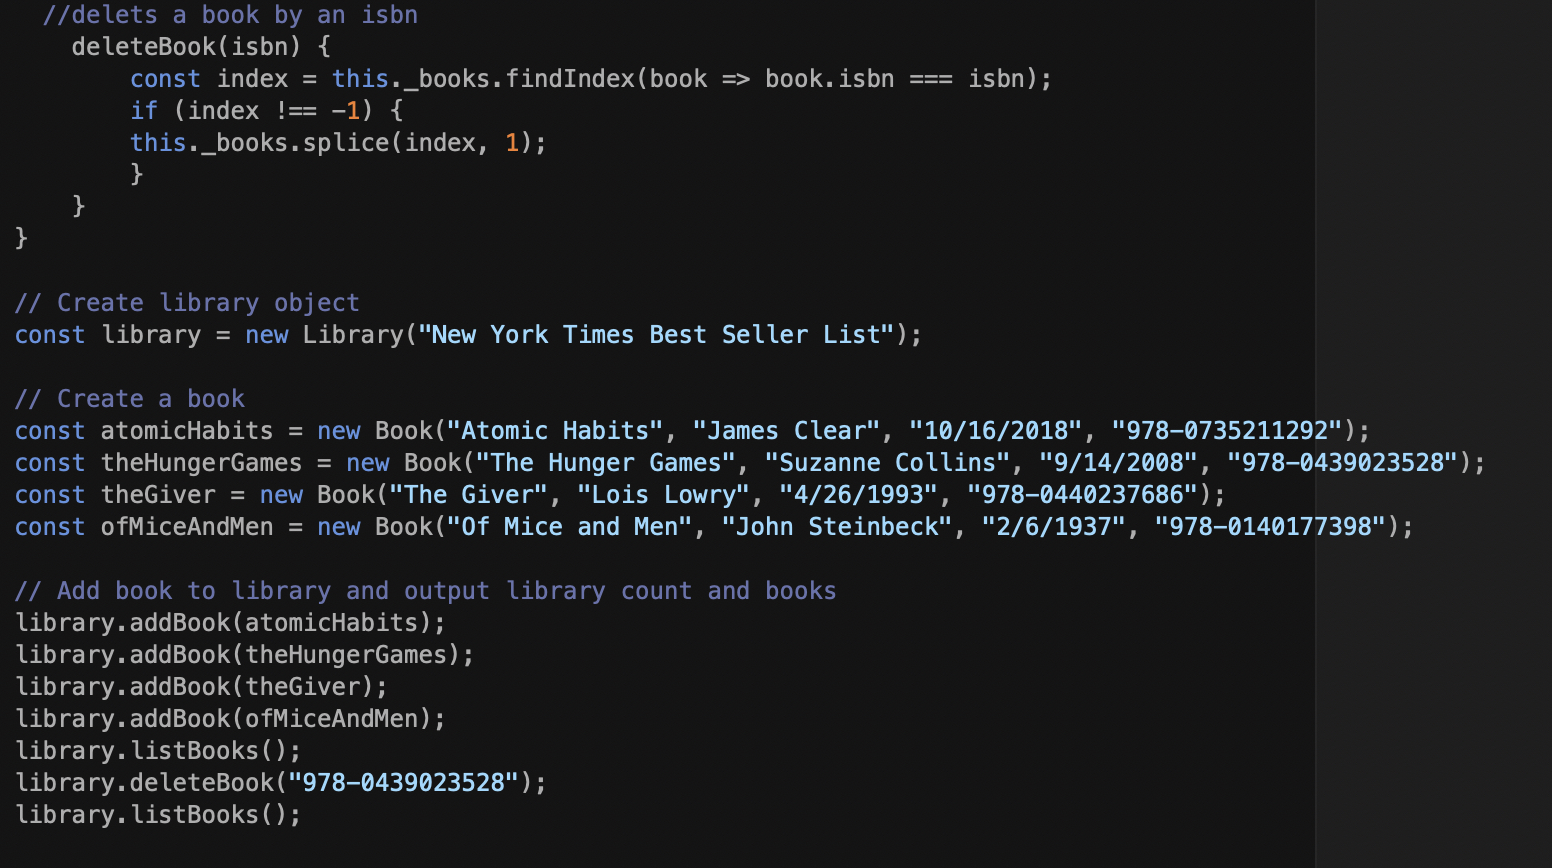 //delets a book by an isbn
deleteBook(isbn) {
const index = this._books.findIndex(book => book.isbn === isbn);
if (index !== -1) {
this._books.splice(index, 1);
}
}
}
// Create library object
const library = new Library("New York Times Best Seller List");
// Create a book
const atomicHabits = new Book("Atomic Habits", "James Clear", "10/16/2018", "978-0735211292");
const theHungerGames = new Book("The Hunger Games", "Suzanne Collins", "9/14/2008", "978-0439023528");
const theGiver = new Book("The Giver", "Lois Lowry", "4/26/1993", "978-0440237686");
const ofMiceAndMen = new Book("Of Mice and Men", "John Steinbeck", "2/6/1937", "978-0140177398");
// Add book to library and output library count and books
library.addBook(atomicHabits);
library.addBook(theHungerGames);
library.addBook(theGiver);
library.addBook(ofMiceAndMen);
library.listBooks();
library.deleteBook("978-0439023528");
library.listBooks();